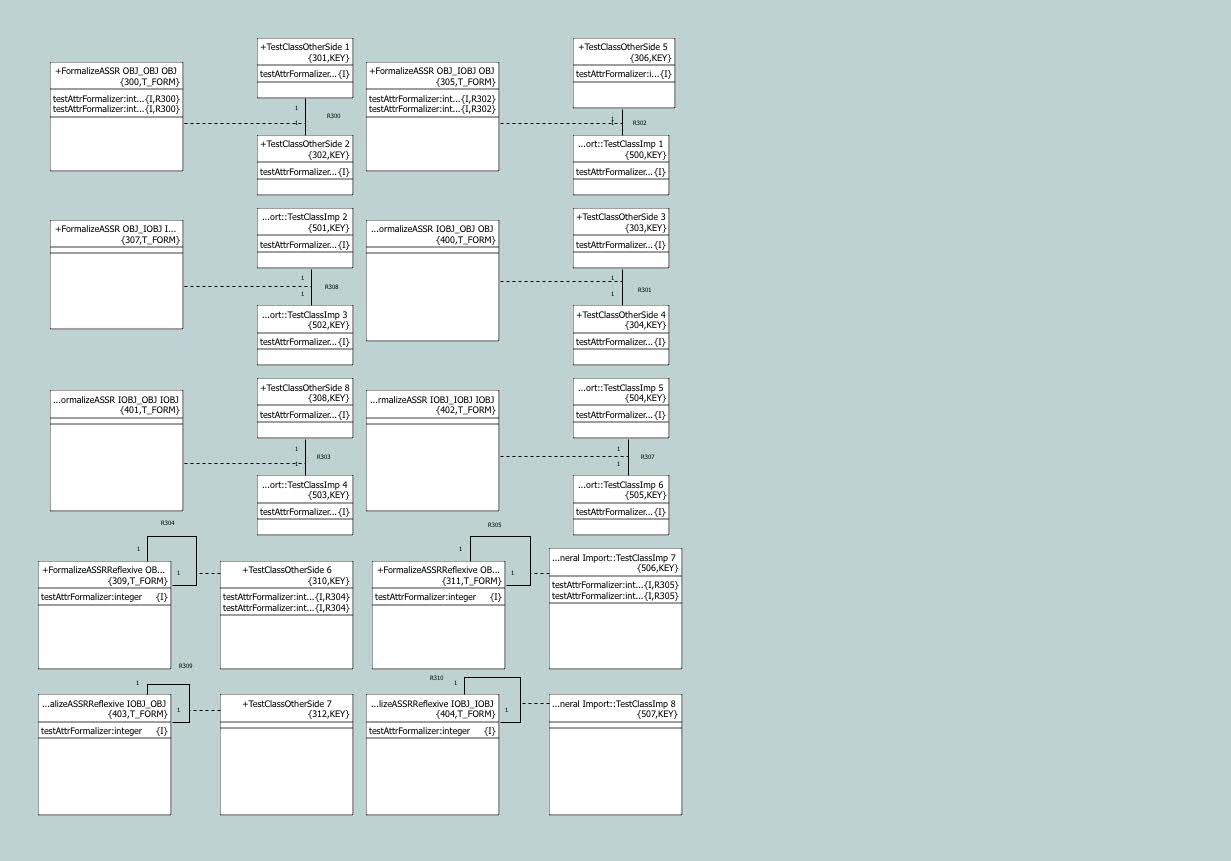 +TestClassOtherSide 1
{301,KEY}
testAttrFormalizer... {I}
+TestClassOtherSide 5
{306,KEY}
testAttrFormalizer:i... {I}
+FormalizeASSR OBJ_OBJ OBJ
{300,T_FORM}
testAttrFormalizer:int... {I,R300}
testAttrFormalizer:int... {I,R300}
+FormalizeASSR OBJ_IOBJ OBJ
{305,T_FORM}
testAttrFormalizer:int... {I,R302}
testAttrFormalizer:int... {I,R302}
1
R300
1
1
R302
1
+TestClassOtherSide 2
{302,KEY}
testAttrFormalizer... {I}
...ort::TestClassImp 1
{500,KEY}
testAttrFormalizer... {I}
+FormalizeASSR OBJ_IOBJ I...
{307,T_FORM}
...ort::TestClassImp 2
{501,KEY}
testAttrFormalizer... {I}
...ormalizeASSR IOBJ_OBJ OBJ
{400,T_FORM}
+TestClassOtherSide 3
{303,KEY}
testAttrFormalizer... {I}
1
R308
1
1
R301
1
...ort::TestClassImp 3
{502,KEY}
testAttrFormalizer... {I}
+TestClassOtherSide 4
{304,KEY}
testAttrFormalizer... {I}
...ormalizeASSR IOBJ_OBJ IOBJ
{401,T_FORM}
+TestClassOtherSide 8
{308,KEY}
testAttrFormalizer... {I}
...rmalizeASSR IOBJ_IOBJ IOBJ
{402,T_FORM}
...ort::TestClassImp 5
{504,KEY}
testAttrFormalizer... {I}
1
R303
1
1
R307
1
...ort::TestClassImp 4
{503,KEY}
testAttrFormalizer... {I}
...ort::TestClassImp 6
{505,KEY}
testAttrFormalizer... {I}
R304
1
1
R305
1
1
+FormalizeASSRReflexive OB...
{309,T_FORM}
testAttrFormalizer:integer {I}
+TestClassOtherSide 6
{310,KEY}
testAttrFormalizer:int... {I,R304}
testAttrFormalizer:int... {I,R304}
+FormalizeASSRReflexive OB...
{311,T_FORM}
testAttrFormalizer:integer {I}
...neral Import::TestClassImp 7
{506,KEY}
testAttrFormalizer:int... {I,R305}
testAttrFormalizer:int... {I,R305}
R309
1
1
R310
1
1
...alizeASSRReflexive IOBJ_OBJ
{403,T_FORM}
testAttrFormalizer:integer {I}
+TestClassOtherSide 7
{312,KEY}
...lizeASSRReflexive IOBJ_IOBJ
{404,T_FORM}
testAttrFormalizer:integer {I}
...neral Import::TestClassImp 8
{507,KEY}